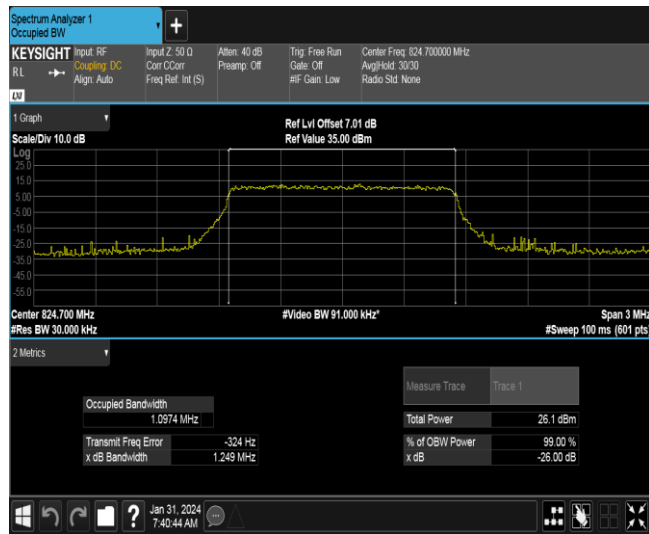 Spectrum Analyzer 1
Occupied BW
+
KEYSIGHT
RL
LXI
Input: RF
Coupling: DC
Align: Auto
Input Z: 50 Ω
Corr CCorr
Freq Ref: Int (S)
Atten: 40 dB
Preamp: Off
Trig: Free Run
Gate: Off
#IF Gain: Low
Center Freq: 824.700000 MHz
Avg|Hold: 30/30
Radio Std: None
1 Graph
Scale/Div 10.0 dB
Ref Lvl Offset 7.01 dB
Ref Value 35.00 dBm
Log
25.0
15.0
5.00
-5.00
-15.0
-25.0
-35.0
-45.0
-55.0
Center 824.700 MHz
#Video BW 91.000 kHz*
Span 3 MHz
#Res BW 30.000 kHz
#Sweep 100 ms (601 pts)
2 Metrics
Measure Trace Trace 1
Occupied Bandwidth
1.0974 MHz
Total Power 26.1 dBm
Transmit Freq Error -324 Hz
% of OBW Power 99.00 %
x dB Bandwidth 1.249 MHz
x dB -26.00 dB
?
Jan 31, 2024
7:40:44 AM